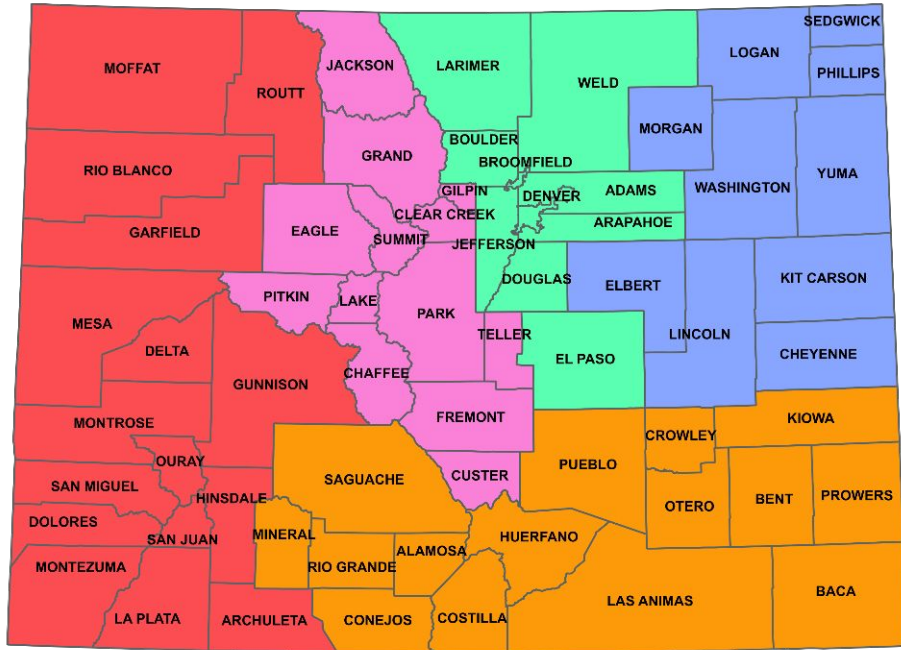 SEDGWICK
LOGAN
JACKSON
LARIMER
MOFFAT
PHILLIPS
WELD
ROUTT
MORGAN
BOULDER
GRAND
BROOMFIELD
RIO BLANCO
YUMA
WASHINGTON
GILPIN
DENVER
ADAMS
CLEAR CREEK
ARAPAHOE
EAGLE
GARFIELD
SUMMIT
JEFFERSON
KIT CARSON
DOUGLAS
ELBERT
PITKIN
LAKE
LINCOLN
PARK
MESA
TELLER
DELTA
EL PASO
CHEYENNE
CHAFFEE
GUNNISON
FREMONT
KIOWA
MONTROSE
CROWLEY
OURAY
PUEBLO
CUSTER
SAGUACHE
SAN MIGUEL
HINSDALE
BENT
PROWERS
OTERO
DOLORES
MINERAL
HUERFANO
SAN JUAN
ALAMOSA
MONTEZUMA
RIO GRANDE
BACA
LAS ANIMAS
COSTILLA
LA PLATA
ARCHULETA
CONEJOS